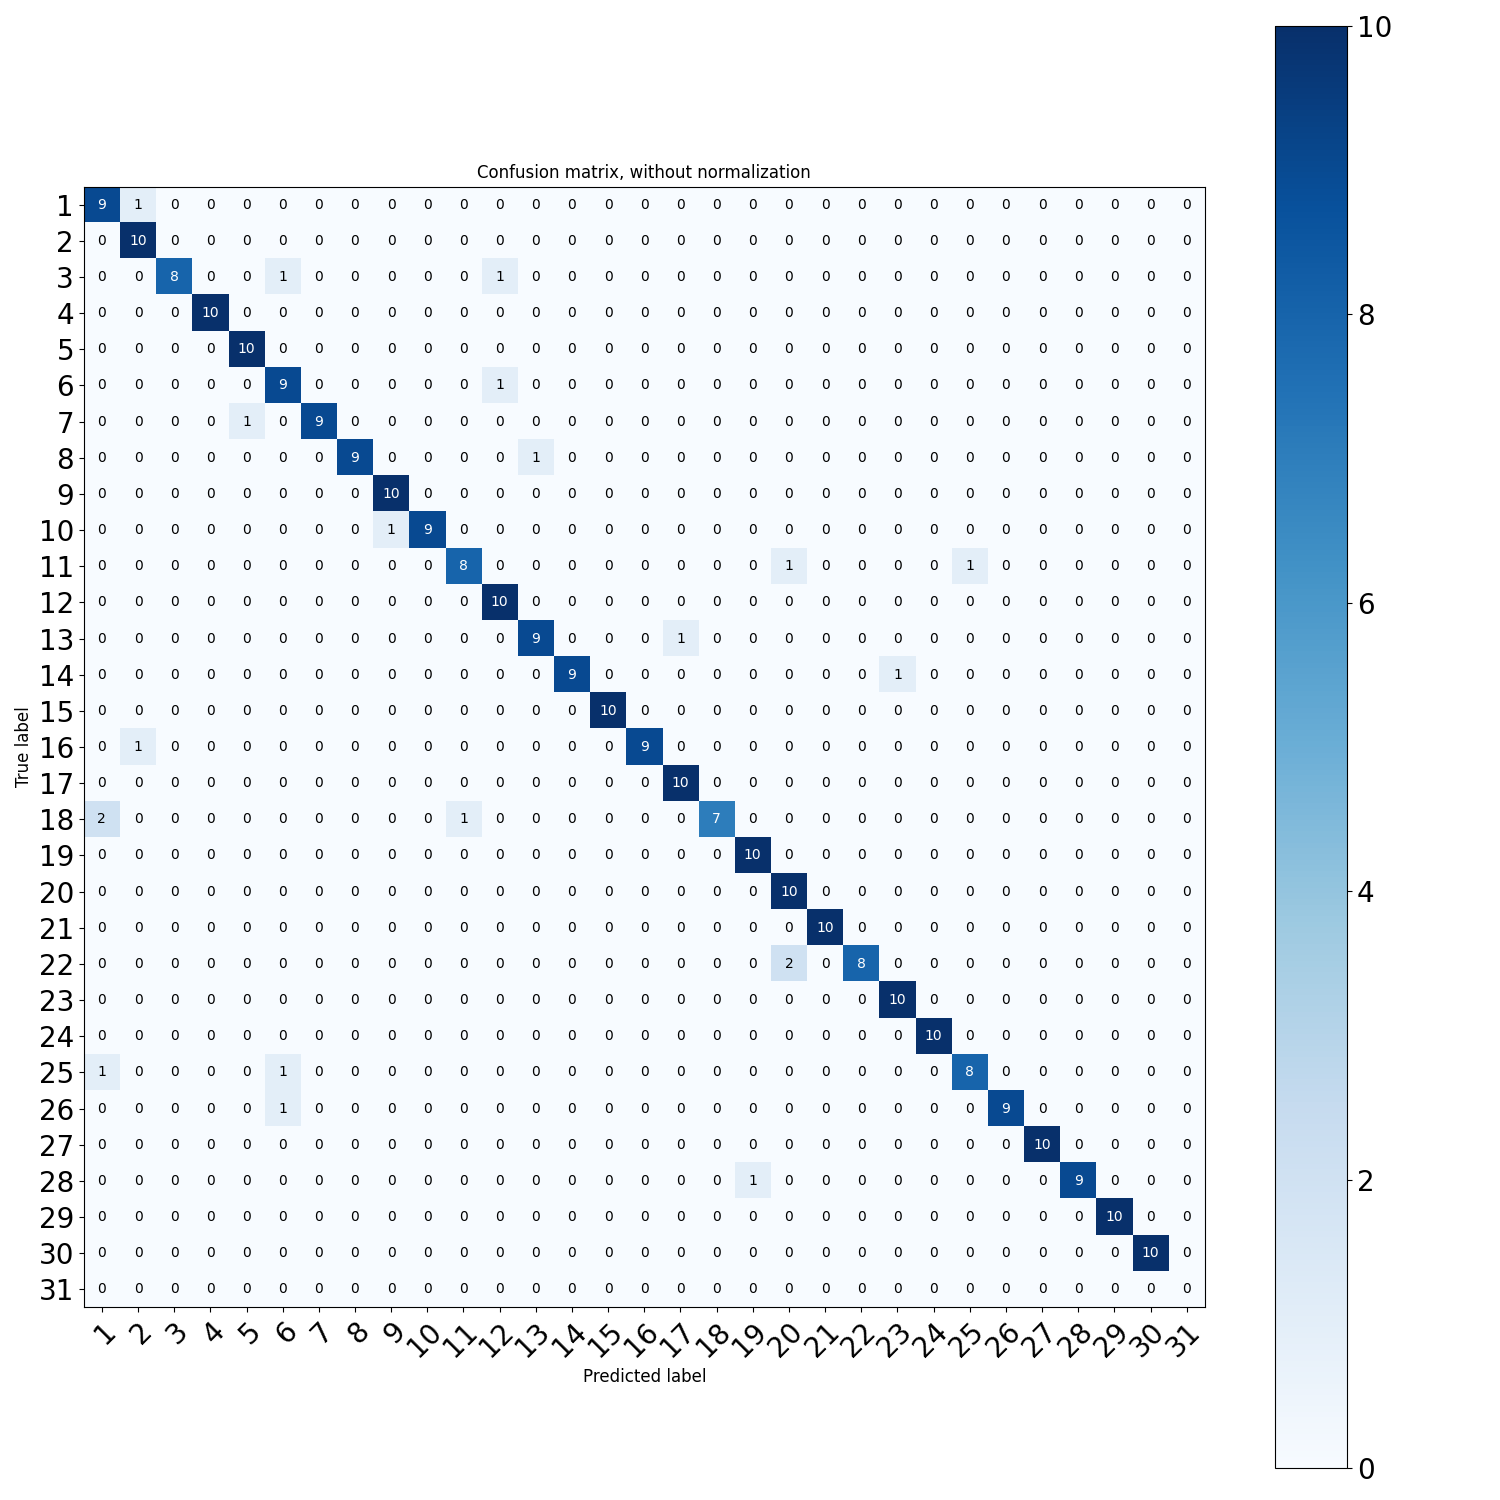 Confusion matrix, without normalization
10
8
6
4
2
0
True label
1 9 1 0 0 0 0 0 0 0 0 0 0 0 0 0 0 0 0 0 0 0 0 0 0 0 0 0 0 0 0 0
2 0 10 0 0 0 0 0 0 0 0 0 0 0 0 0 0 0 0 0 0 0 0 0 0 0 0 0 0 0 0 0
3 0 0 8 0 0 1 0 0 0 0 0 1 0 0 0 0 0 0 0 0 0 0 0 0 0 0 0 0 0 0 0
4 0 0 0 10 0 0 0 0 0 0 0 0 0 0 0 0 0 0 0 0 0 0 0 0 0 0 0 0 0 0 0
5 0 0 0 0 10 0 0 0 0 0 0 0 0 0 0 0 0 0 0 0 0 0 0 0 0 0 0 0 0 0 0
6 0 0 0 0 0 9 0 0 0 0 0 1 0 0 0 0 0 0 0 0 0 0 0 0 0 0 0 0 0 0 0
7 0 0 0 0 1 0 9 0 0 0 0 0 0 0 0 0 0 0 0 0 0 0 0 0 0 0 0 0 0 0 0
8 0 0 0 0 0 0 0 9 0 0 0 0 1 0 0 0 0 0 0 0 0 0 0 0 0 0 0 0 0 0 0
9 0 0 0 0 0 0 0 0 10 0 0 0 0 0 0 0 0 0 0 0 0 0 0 0 0 0 0 0 0 0 0
10 0 0 0 0 0 0 0 0 1 9 0 0 0 0 0 0 0 0 0 0 0 0 0 0 0 0 0 0 0 0 0
11 0 0 0 0 0 0 0 0 0 0 8 0 0 0 0 0 0 0 0 1 0 0 0 0 1 0 0 0 0 0 0
12 0 0 0 0 0 0 0 0 0 0 0 10 0 0 0 0 0 0 0 0 0 0 0 0 0 0 0 0 0 0 0
13 0 0 0 0 0 0 0 0 0 0 0 0 9 0 0 0 1 0 0 0 0 0 0 0 0 0 0 0 0 0 0
14 0 0 0 0 0 0 0 0 0 0 0 0 0 9 0 0 0 0 0 0 0 0 1 0 0 0 0 0 0 0 0
15 0 0 0 0 0 0 0 0 0 0 0 0 0 0 10 0 0 0 0 0 0 0 0 0 0 0 0 0 0 0 0
16 0 1 0 0 0 0 0 0 0 0 0 0 0 0 0 9 0 0 0 0 0 0 0 0 0 0 0 0 0 0 0
17 0 0 0 0 0 0 0 0 0 0 0 0 0 0 0 0 10 0 0 0 0 0 0 0 0 0 0 0 0 0 0
18 2 0 0 0 0 0 0 0 0 0 1 0 0 0 0 0 0 7 0 0 0 0 0 0 0 0 0 0 0 0 0
19 0 0 0 0 0 0 0 0 0 0 0 0 0 0 0 0 0 0 10 0 0 0 0 0 0 0 0 0 0 0 0
20 0 0 0 0 0 0 0 0 0 0 0 0 0 0 0 0 0 0 0 10 0 0 0 0 0 0 0 0 0 0 0
21 0 0 0 0 0 0 0 0 0 0 0 0 0 0 0 0 0 0 0 0 10 0 0 0 0 0 0 0 0 0 0
22 0 0 0 0 0 0 0 0 0 0 0 0 0 0 0 0 0 0 0 2 0 8 0 0 0 0 0 0 0 0 0
23 0 0 0 0 0 0 0 0 0 0 0 0 0 0 0 0 0 0 0 0 0 0 10 0 0 0 0 0 0 0 0
24 0 0 0 0 0 0 0 0 0 0 0 0 0 0 0 0 0 0 0 0 0 0 0 10 0 0 0 0 0 0 0
25 1 0 0 0 0 1 0 0 0 0 0 0 0 0 0 0 0 0 0 0 0 0 0 0 8 0 0 0 0 0 0
26 0 0 0 0 0 1 0 0 0 0 0 0 0 0 0 0 0 0 0 0 0 0 0 0 0 9 0 0 0 0 0
27 0 0 0 0 0 0 0 0 0 0 0 0 0 0 0 0 0 0 0 0 0 0 0 0 0 0 10 0 0 0 0
28 0 0 0 0 0 0 0 0 0 0 0 0 0 0 0 0 0 0 1 0 0 0 0 0 0 0 0 9 0 0 0
29 0 0 0 0 0 0 0 0 0 0 0 0 0 0 0 0 0 0 0 0 0 0 0 0 0 0 0 0 10 0 0
30 0 0 0 0 0 0 0 0 0 0 0 0 0 0 0 0 0 0 0 0 0 0 0 0 0 0 0 0 0 10 0
31 0 0 0 0 0 0 0 0 0 0 0 0 0 0 0 0 0 0 0 0 0 0 0 0 0 0 0 0 0 0 0
1 2 3 4 5 6 7 8 9 10 11 12 13 14 15 16 17 18 19 20 21 22 23 24 25 26 27 28 29 30 31
Predicted label